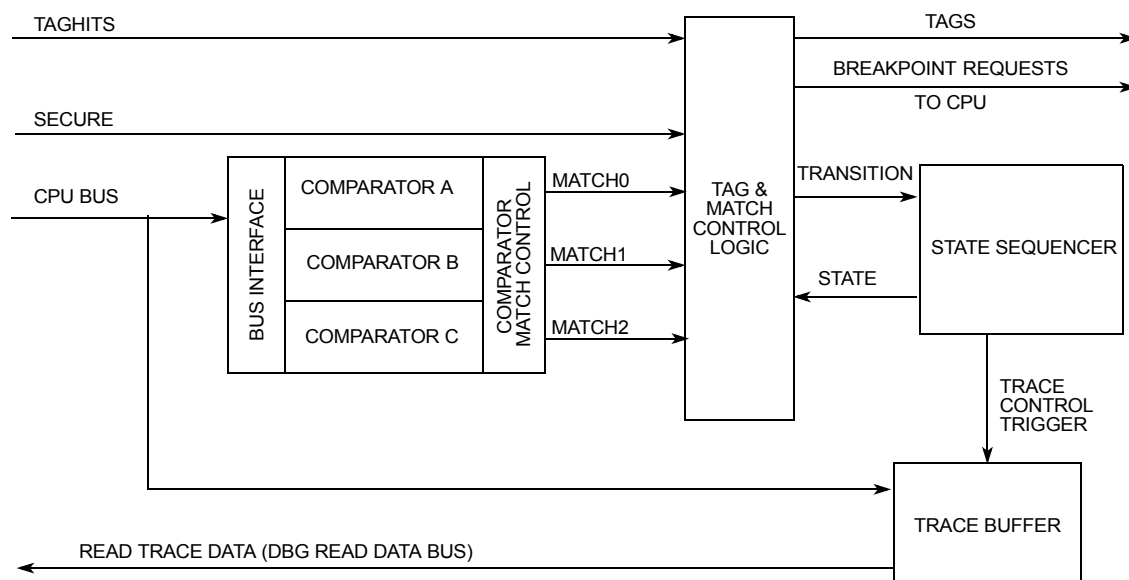 TAGHITS
TAGS
BREAKPOINT REQUESTS
TO CPU
SECURE
CPU BUS
BUS INTERFACE
COMPARATOR A
COMPARATOR B
COMPARATOR C
COMPARATOR
MATCH CONTROL
MATCH0
MATCH1
MATCH2
TAG &
MATCH
CONTROL
LOGIC
TRANSITION
STATE
STATE SEQUENCER
TRACE
CONTROL
TRIGGER
TRACE BUFFER
READ TRACE DATA (DBG READ DATA BUS)